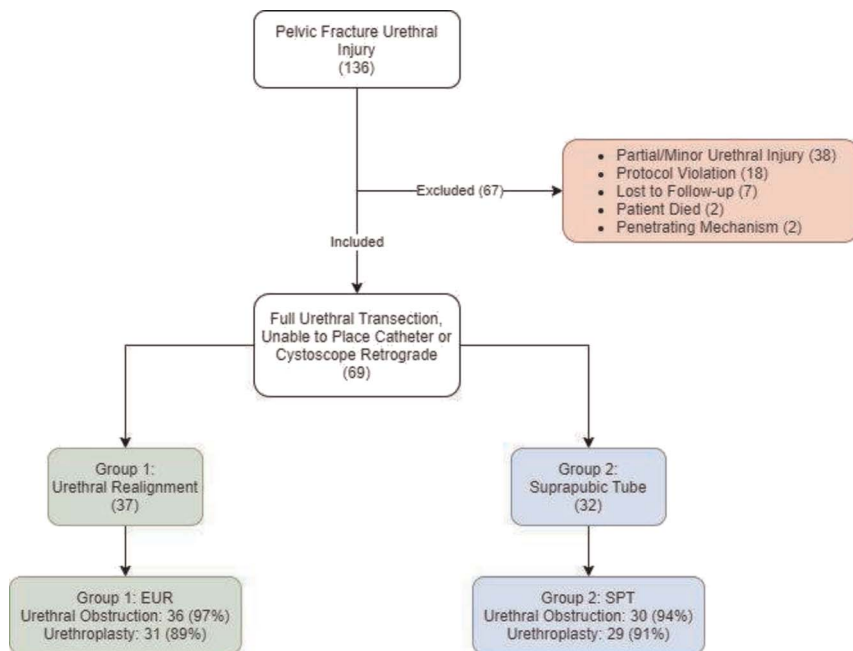 Pelvic Fracture Urethral
Injury
(136)
Excluded (67)
• Partial/Minor Urethral Injury (38)
• Protocol Violation (18)
• Lost to Follow-up (7)
• Patient Died (2)
• Penetrating Mechanism (2)
Included
Full Urethral Transection,
Unable to Place Catheter or
Cystoscope Retrograde
(69)
Group 1:
Urethral Realignment
(37)
Group 2:
Suprapubic Tube
(32)
Group 1: EUR
Urethral Obstruction: 36 (97%)
Urethroplasty: 31 (89%)
Group 2: SPT
Urethral Obstruction: 30 (94%)
Urethroplasty: 29 (91%)